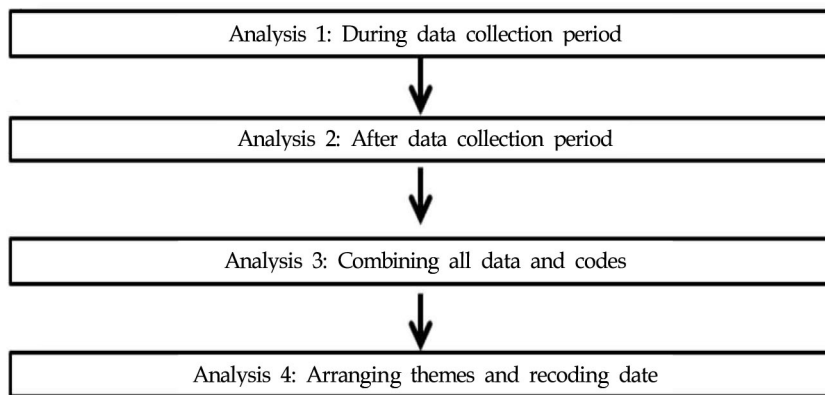 Analysis 1: During data collection period
Analysis 2: After data collection period
Analysis 3: Combining all data and codes
Analysis 4: Arranging themes and recoding date